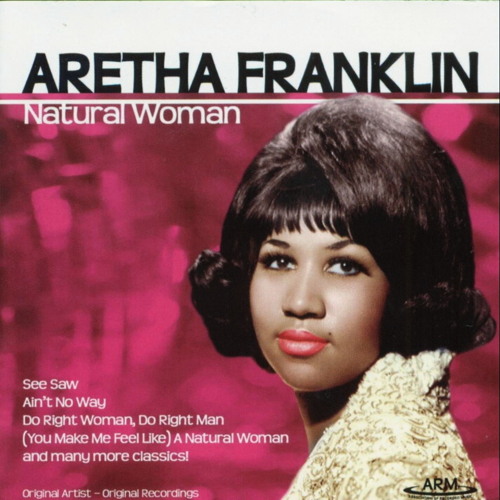 ARETHA FRANKLIN
Natural Woman
See Saw
Ain't No Way
Do Right Woman, Do Right Man
(You Make Me Feel Like) A Natural Woman
and many more classics!
Original Artist – Original Recordings
ARM